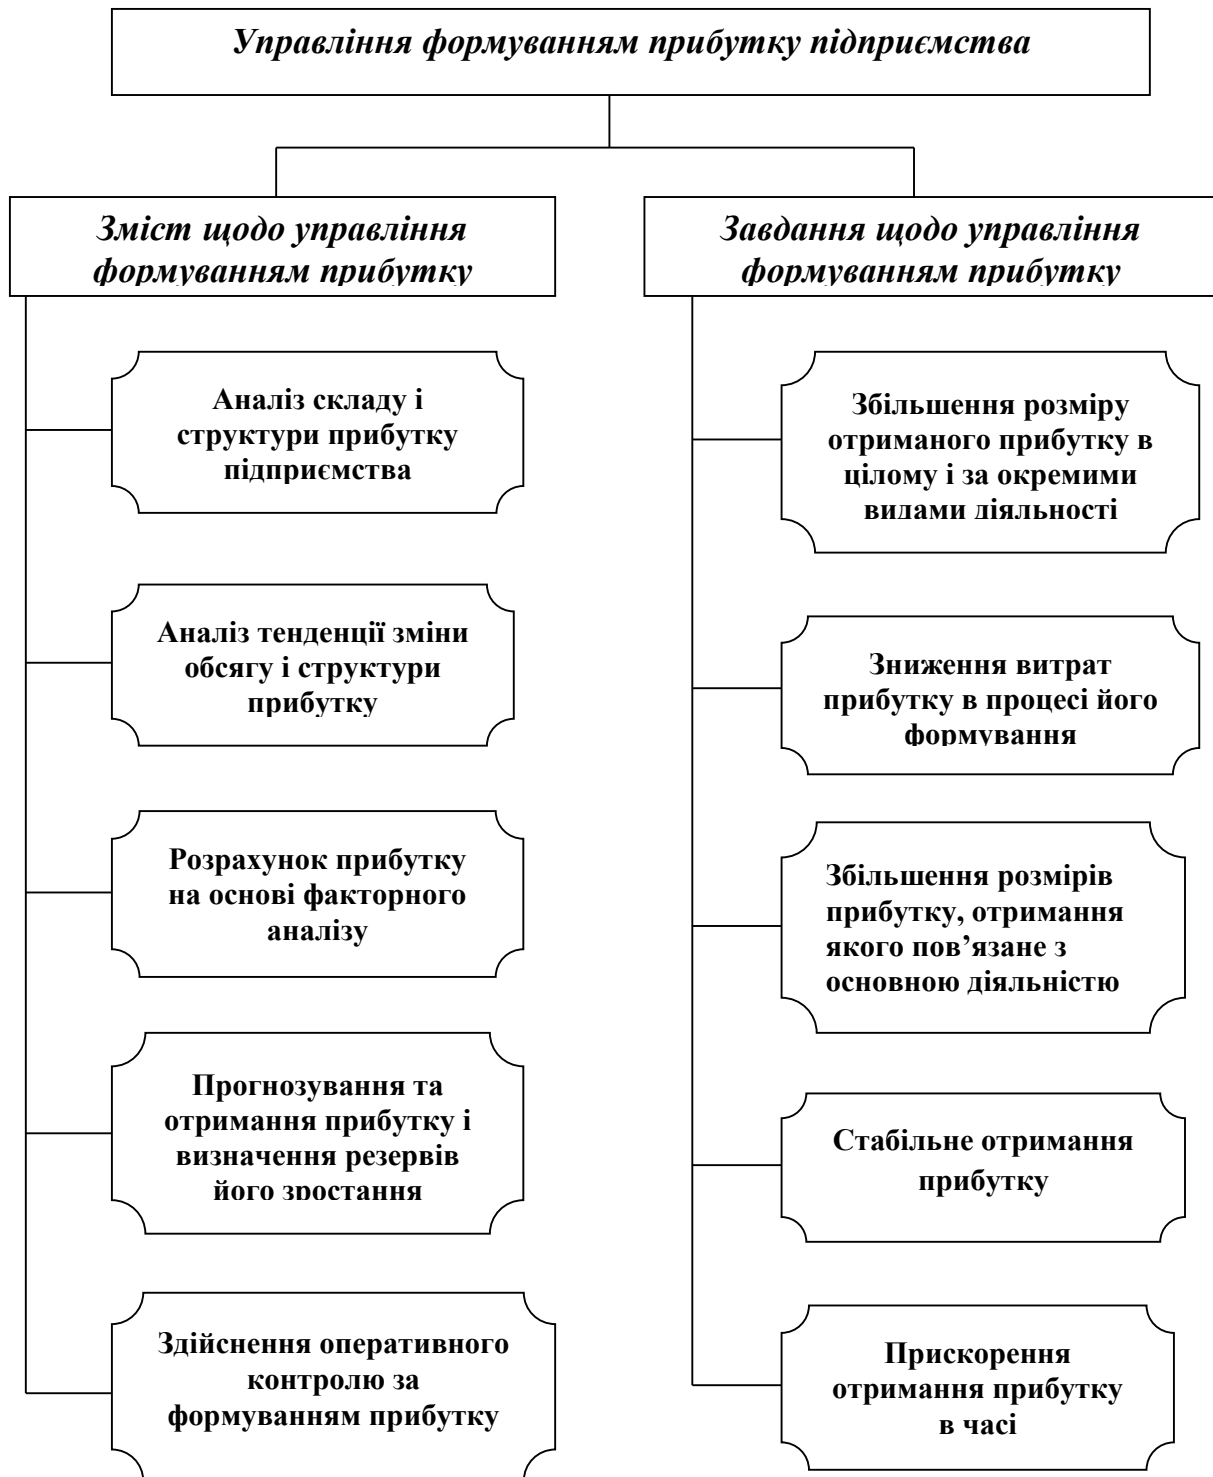 Управління формуванням прибутку підприємства
Зміст щодо управління
формуванням прибутку
Аналіз складу і
структури прибутку
підприємства
Аналіз тенденції зміни
обсягу і структури
прибутку
Розрахунок прибутку
на основі факторного
аналізу
Прогнозування та
отримання прибутку і
визначення резервів
його зростання
Здійснення оперативного
контролю за
формуванням прибутку
Завдання щодо управління
формуванням прибутку
Збільшення розміру
отриманого прибутку в
цілому і за окремими
видами діяльності
Зниження витрат
прибутку в процесі його
формування
Збільшення розмірів
прибутку, отримання
якого пов’язане з
основною діяльністю
Стабільне отримання
прибутку
Прискорення
отримання прибутку
в часі